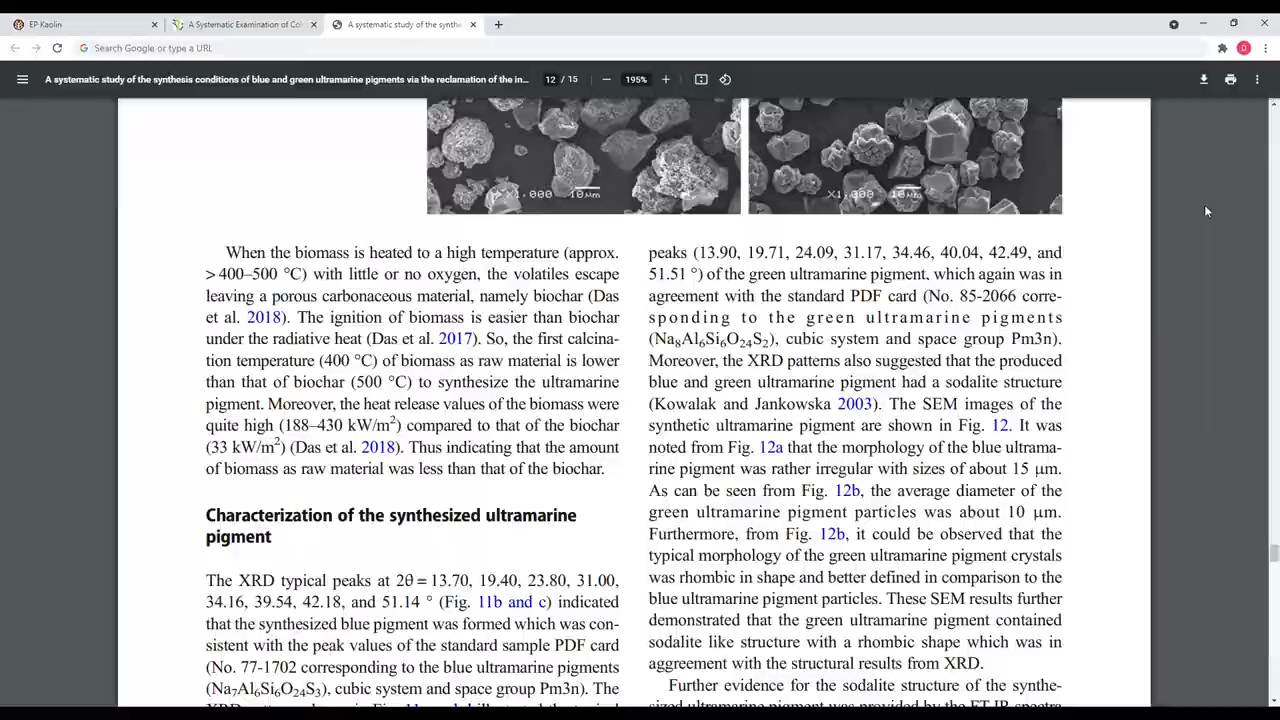 EP Kaolin
A Systematic Examination of Col
A systematic study of the synthe
Search Google or type a URL
D
A systematic study of the synthesis conditions of blue and green ultramarine pigments via the reclamation of the in...
12 / 15
195%
X1,000 10μm
X1,000 10μm
When the biomass is heated to a high temperature (approx.
> 400–500 °C) with little or no oxygen, the volatiles escape
leaving a porous carbonaceous material, namely biochar (Das
et al. 2018). The ignition of biomass is easier than biochar
under the radiative heat (Das et al. 2017). So, the first calcina-
tion temperature (400 °C) of biomass as raw material is lower
than that of biochar (500 °C) to synthesize the ultramarine
pigment. Moreover, the heat release values of the biomass were
quite high (188–430 kW/m²) compared to that of the biochar
(33 kW/m²) (Das et al. 2018). Thus indicating that the amount
of biomass as raw material was less than that of the biochar.
Characterization of the synthesized ultramarine
pigment
The XRD typical peaks at 2θ = 13.70, 19.40, 23.80, 31.00,
34.16, 39.54, 42.18, and 51.14 ° (Fig. 11b and c) indicated
that the synthesized blue pigment was formed which was con-
sistent with the peak values of the standard sample PDF card
(No. 77-1702 corresponding to the blue ultramarine pigments
(Na₇Al₆Si₆O₂₄S₃), cubic system and space group Pm3n). The
peaks (13.90, 19.71, 24.09, 31.17, 34.46, 40.04, 42.49, and
51.51 °) of the green ultramarine pigment, which again was in
agreement with the standard PDF card (No. 85-2066 corre-
sponding to the green ultramarine pigments
(Na₈Al₆Si₆O₂₄S₂), cubic system and space group Pm3n).
Moreover, the XRD patterns also suggested that the produced
blue and green ultramarine pigment had a sodalite structure
(Kowalak and Jankowska 2003). The SEM images of the
synthetic ultramarine pigment are shown in Fig. 12. It was
noted from Fig. 12a that the morphology of the blue ultrama-
rine pigment was rather irregular with sizes of about 15 μm.
As can be seen from Fig. 12b, the average diameter of the
green ultramarine pigment particles was about 10 μm.
Furthermore, from Fig. 12b, it could be observed that the
typical morphology of the green ultramarine pigment crystals
was rhombic in shape and better defined in comparison to the
blue ultramarine pigment particles. These SEM results further
demonstrated that the green ultramarine pigment contained
sodalite like structure with a rhombic shape which was in
aggreement with the structural results from XRD.
Further evidence for the sodalite structure of the synthe-
sized ultramarine pigment was provided by the FT-IR spectra